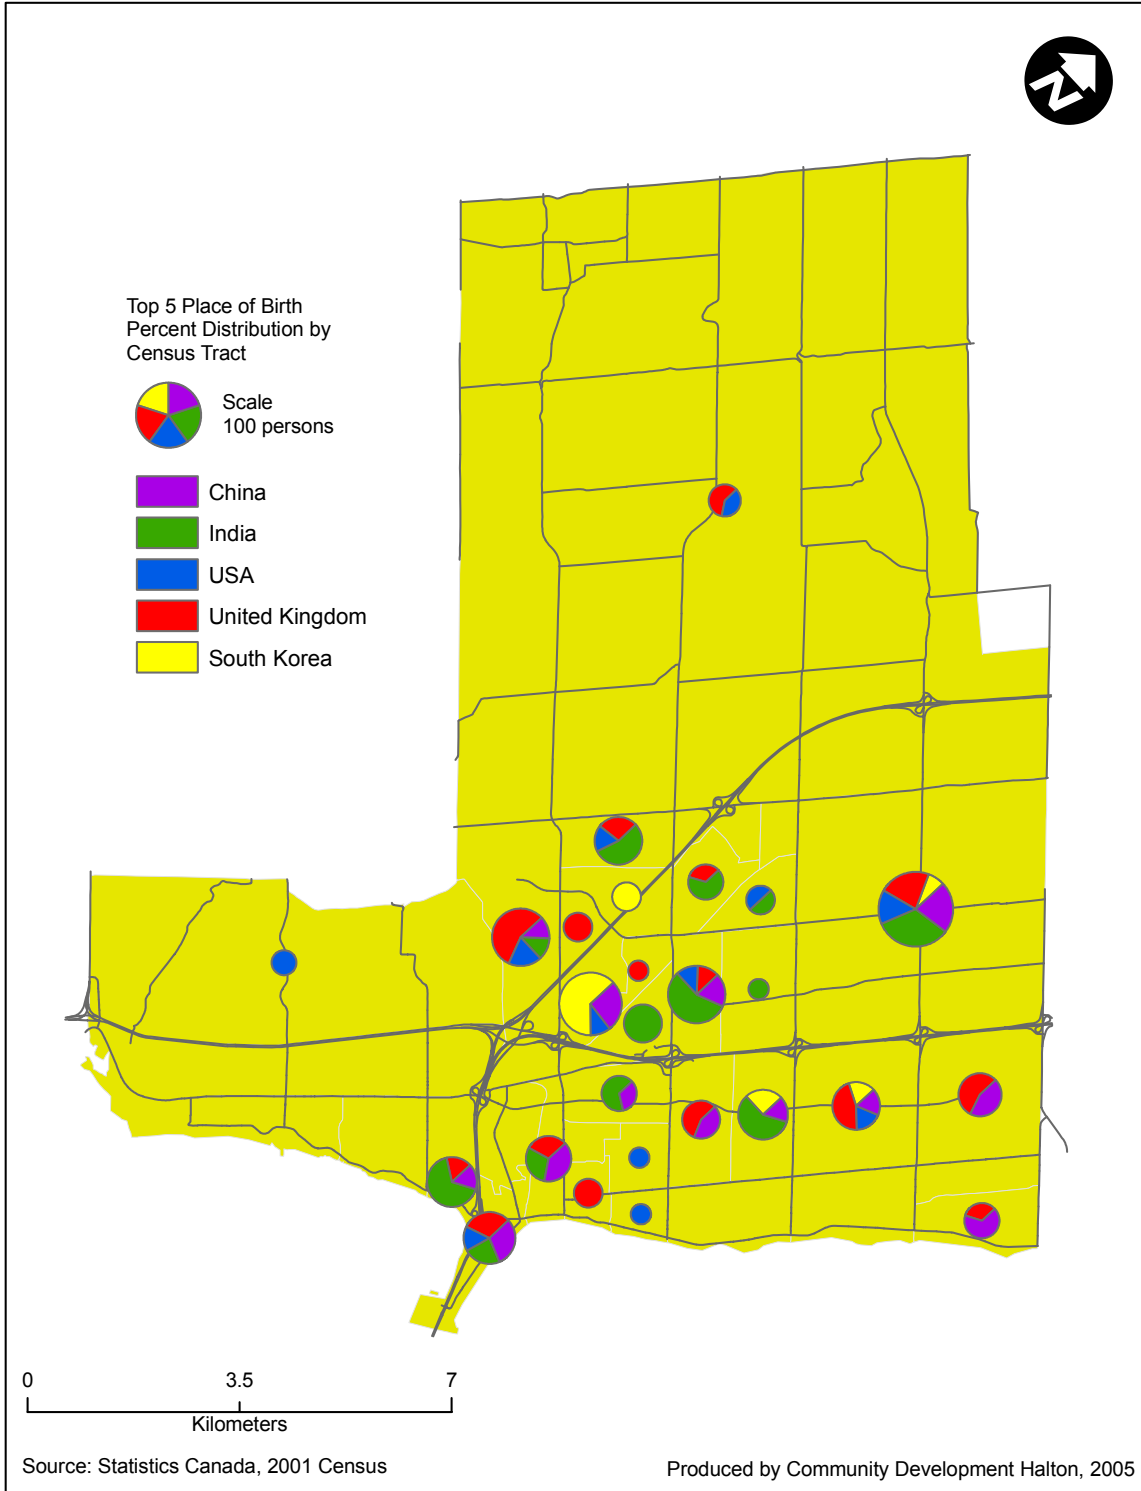 N
Top 5 Place of Birth
Percent Distribution by
Census Tract
Scale
100 persons
China
India
USA
United Kingdom
South Korea
0 3.5 7
Kilometers
Source: Statistics Canada, 2001 Census
Produced by Community Development Halton, 2005